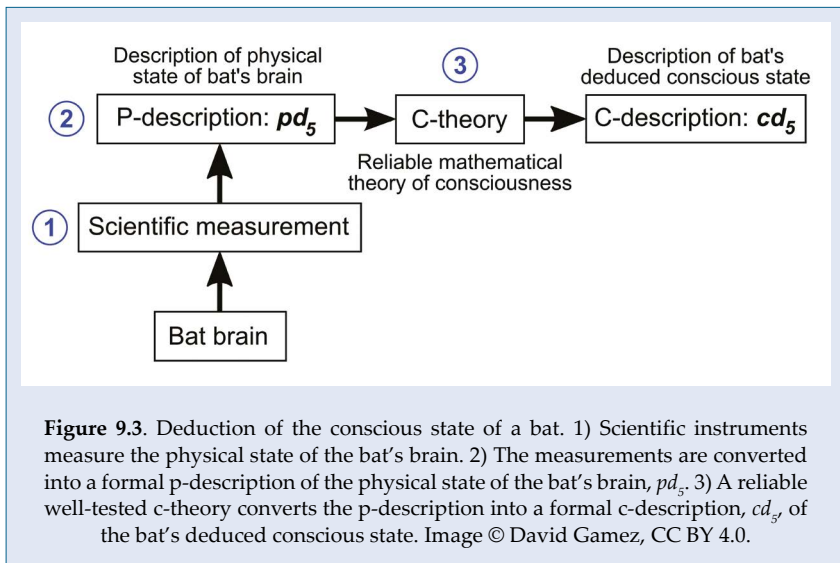 Description of physical
state of bat's brain
3
Description of bat's
deduced conscious state
2
P-description: pd₅
C-theory
C-description: cd₅
Reliable mathematical
theory of consciousness
1
Scientific measurement
Bat brain
Figure 9.3. Deduction of the conscious state of a bat. 1) Scientific instruments
measure the physical state of the bat’s brain. 2) The measurements are converted
into a formal p-description of the physical state of the bat’s brain, pd₅. 3) A reliable
well-tested c-theory converts the p-description into a formal c-description, cd₅, of
the bat’s deduced conscious state. Image © David Gamez, CC BY 4.0.